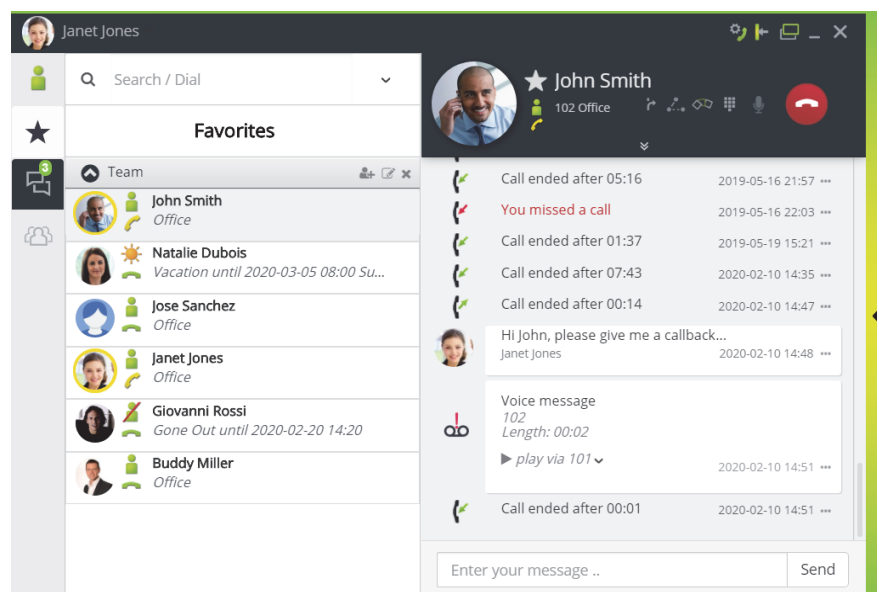 Janet Jones
Search / Dial
Favorites
3
Team
John Smith
Office
Natalie Dubois
Vacation until 2020-03-05 08:00 Su...
Jose Sanchez
Office
Janet Jones
Office
Giovanni Rossi
Gone Out until 2020-02-20 14:20
Buddy Miller
Office
John Smith
102 Office
Call ended after 05:16 2019-05-16 21:57
You missed a call 2019-05-16 22:03
Call ended after 01:37 2019-05-19 15:21
Call ended after 07:43 2020-02-10 14:35
Call ended after 00:14 2020-02-10 14:47
Hi John, please give me a callback...
Janet Jones 2020-02-10 14:48
Voice message
102
Length: 00:02
play via 101
2020-02-10 14:51
Call ended after 00:01 2020-02-10 14:51
Enter your message .. Send